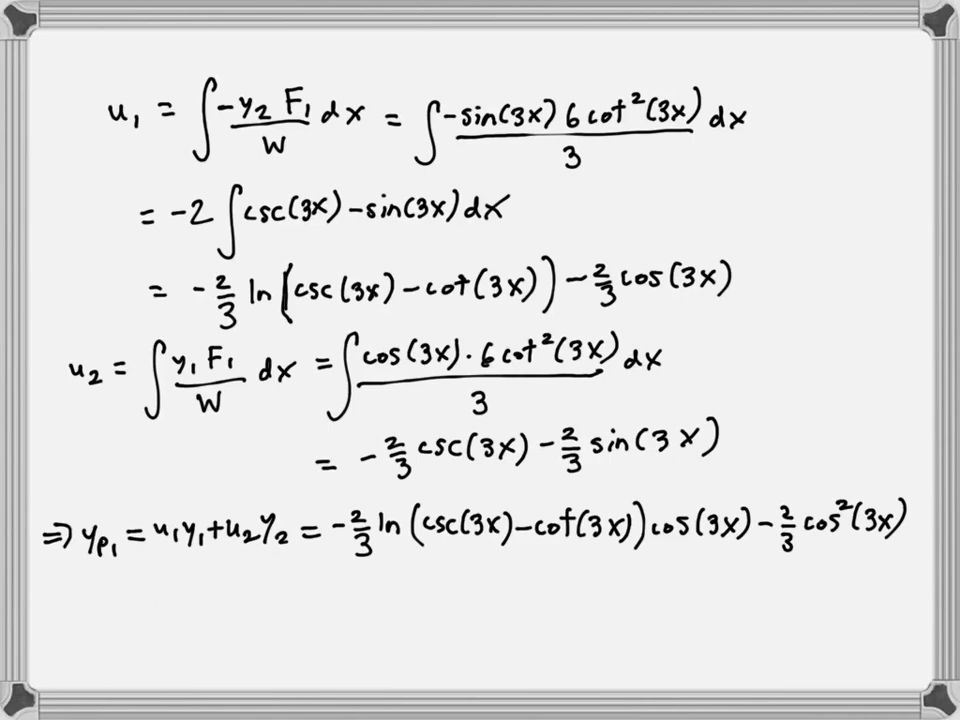 u₁ = ∫ -y₂ F₁/W dx = ∫ -sin(3x) 6 cot²(3x)/3 dx
= -2 ∫ csc(3x) - sin(3x) dx
= -2/3 ln(csc(3x) - cot(3x)) - 2/3 cos(3x)
u₂ = ∫ y₁ F₁/W dx = ∫ cos(3x) · 6 cot²(3x)/3 dx
= -2/3 csc(3x) - 2/3 sin(3x)
⇒ yₚ₁ = u₁y₁ + u₂y₂ = -2/3 ln(csc(3x) - cot(3x)) cos(3x) - 2/3 cos²(3x)